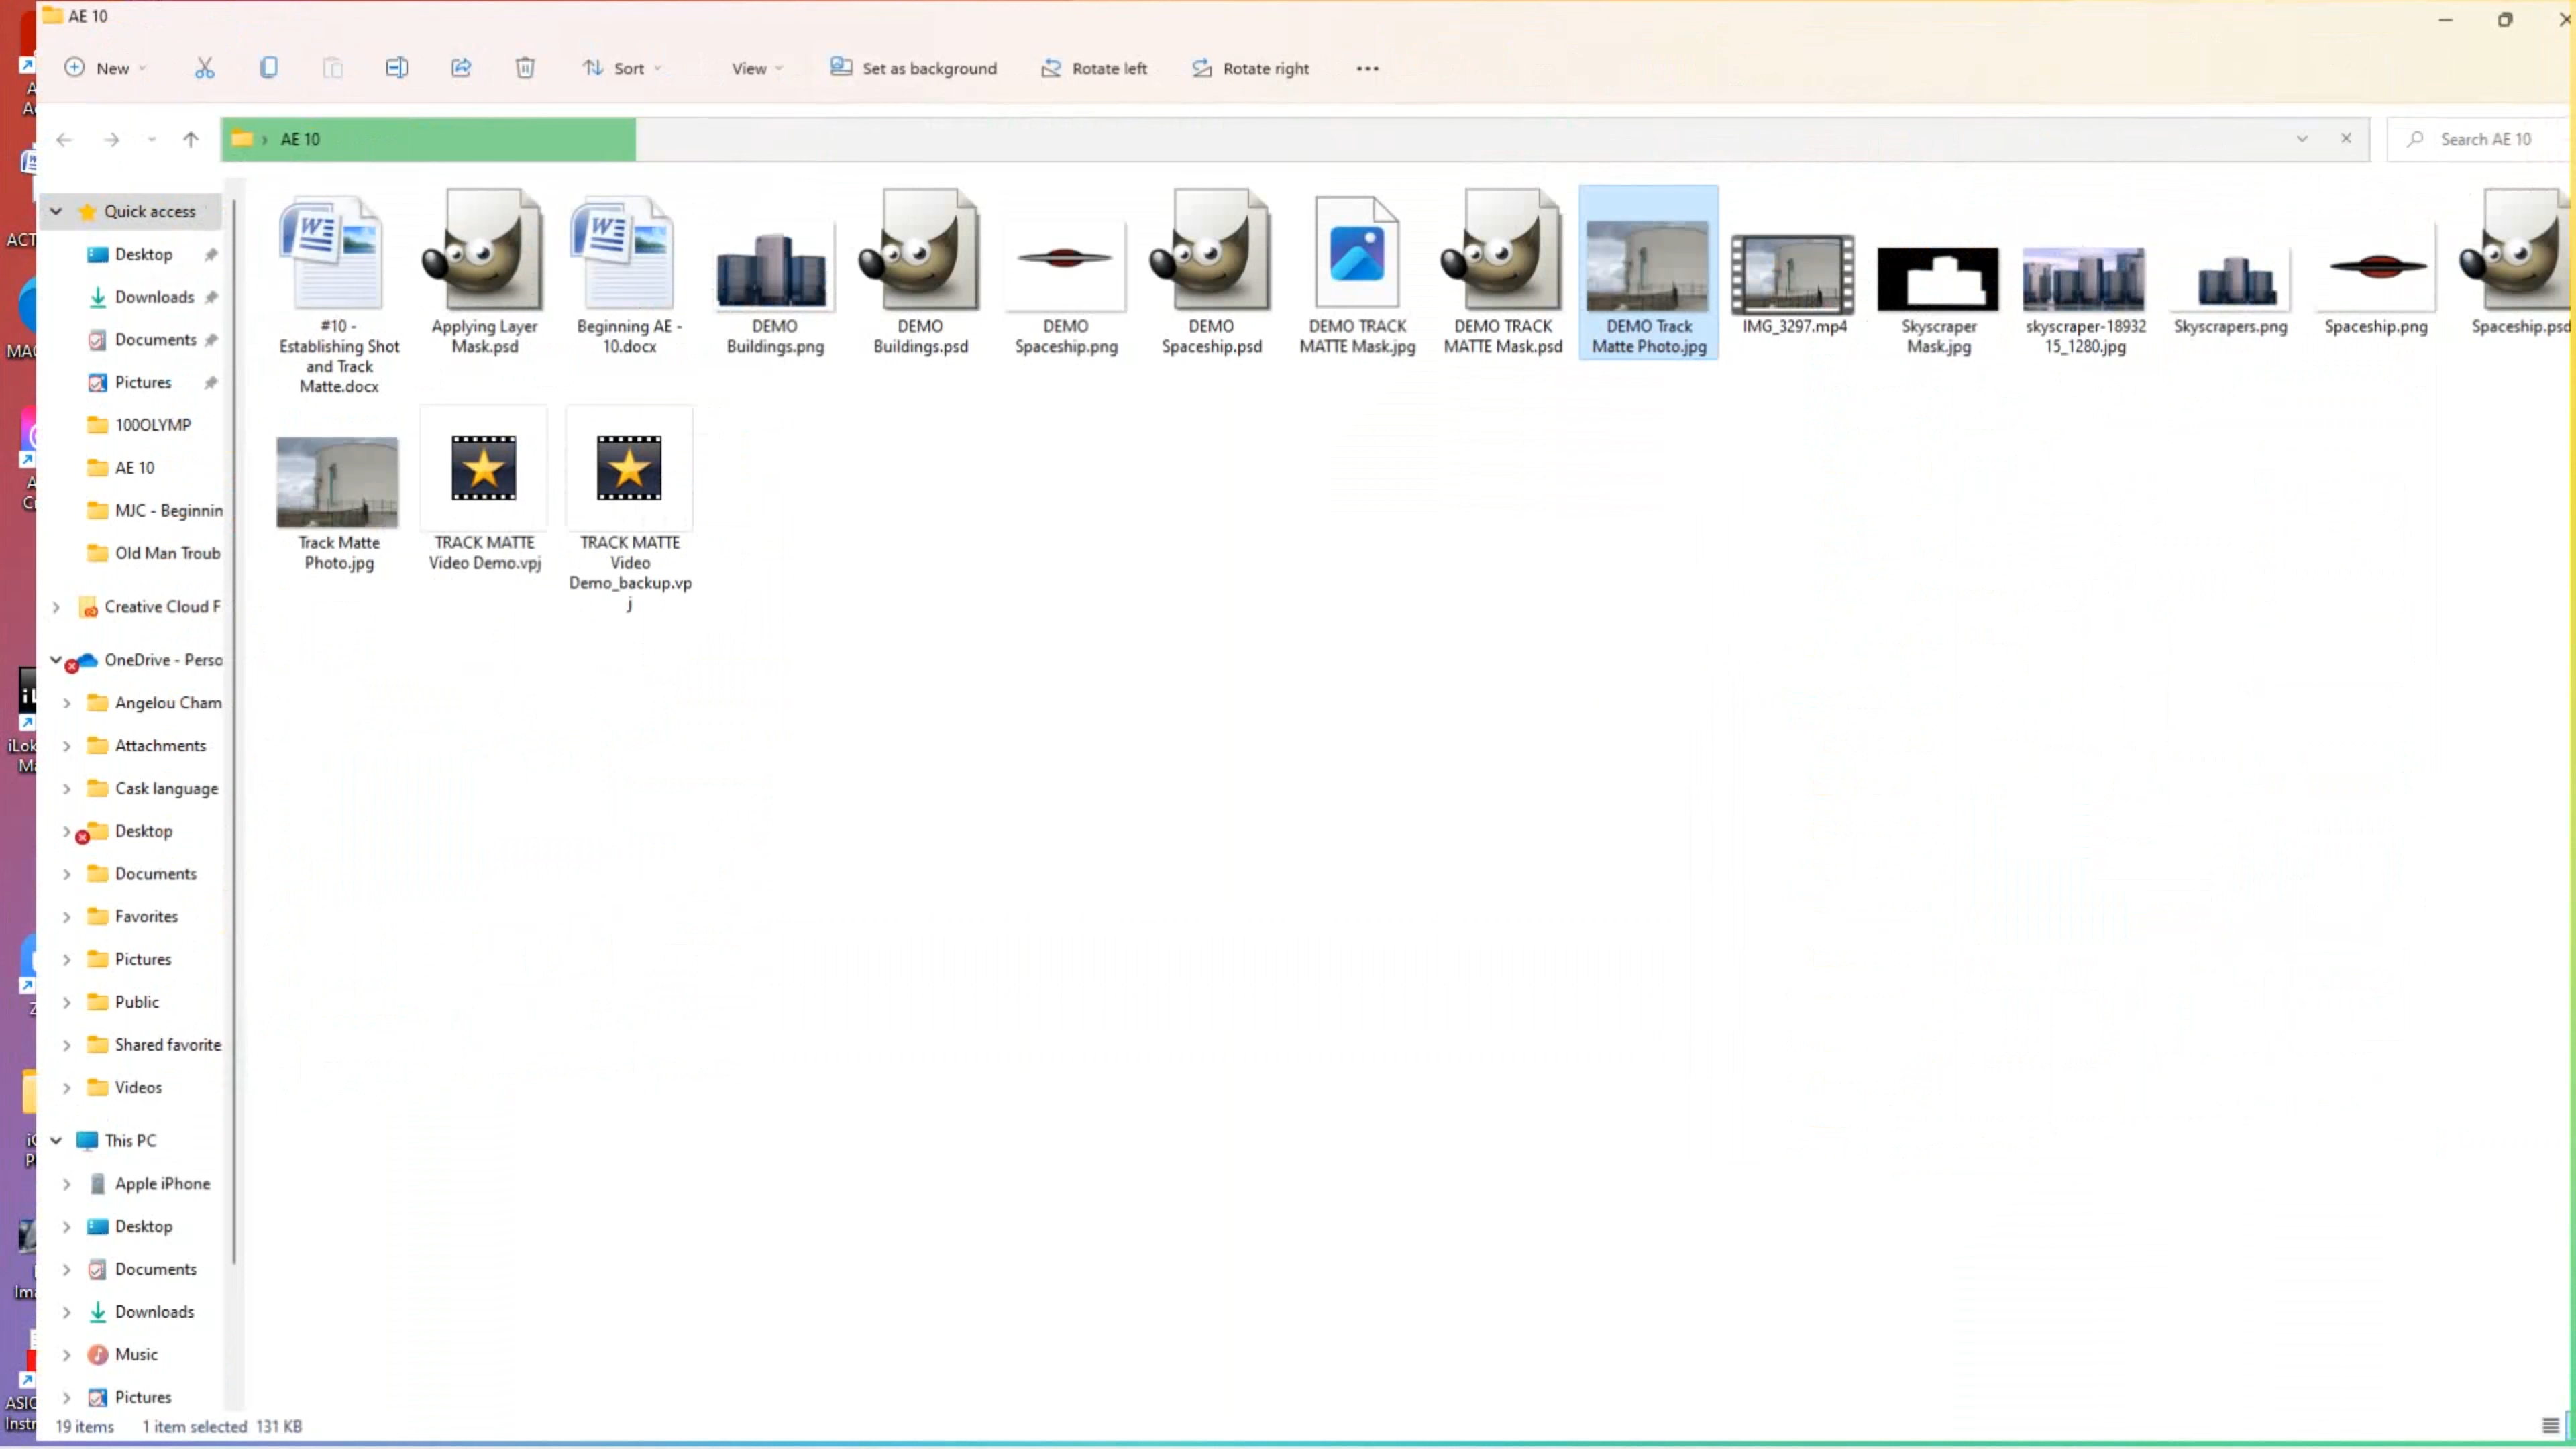 AE 10
New
Sort
View
Set as background
Rotate left
Rotate right
AE 10
Search AE 10
Quick access
Desktop
Downloads
Documents
Pictures
100OLYMP
AE 10
MJC - Beginnin
Old Man Troub
Creative Cloud F
OneDrive - Perso
Angelou Cham
Attachments
Cask language
Desktop
Documents
Favorites
Pictures
Public
Shared favorite
Videos
This PC
Apple iPhone
Desktop
Documents
Downloads
Music
Pictures
#10 -
Establishing Shot
and Track
Matte.docx
Applying Layer
Mask.psd
Beginning AE -
10.docx
DEMO
Buildings.png
DEMO
Buildings.psd
DEMO
Spaceship.png
DEMO
Spaceship.psd
DEMO TRACK
MATTE Mask.jpg
DEMO TRACK
MATTE Mask.psd
DEMO Track
Matte Photo.jpg
IMG_3297.mp4
Skyscraper
Mask.jpg
skyscraper-18932
15_1280.jpg
Skyscrapers.png
Spaceship.png
Spaceship.psd
Track Matte
Photo.jpg
TRACK MATTE
Video Demo.vpj
TRACK MATTE
Video
Demo_backup.vp
j
19 items
1 item selected 131 KB